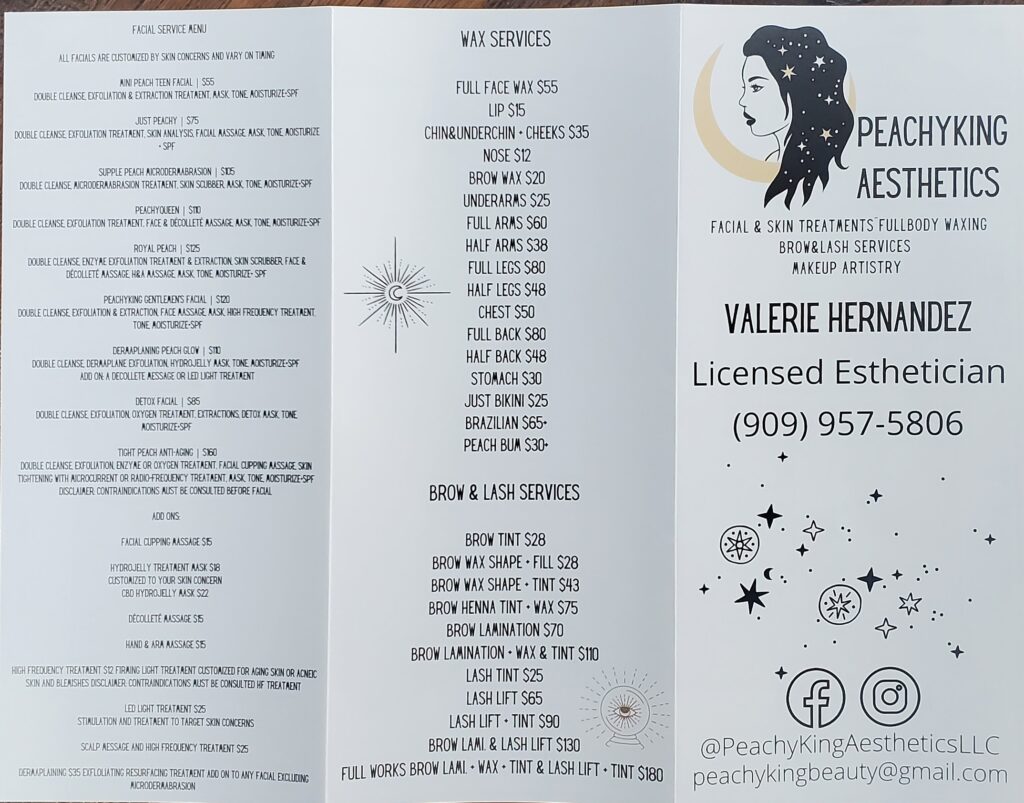 FACIAL SERVICE MENU
ALL FACIALS ARE CUSTOMIZED BY SKIN CONCERNS AND VARY ON TIMING
MINI PEACH TEEN FACIAL | $55
DOUBLE CLEANSE, EXFOLIATION & EXTRACTION TREATMENT, MASK, TONE, MOISTURIZE+SPF
JUST PEACHY | $75
DOUBLE CLEANSE, EXFOLIATION TREATMENT, SKIN ANALYSIS, FACIAL MASSAGE, MASK, TONE, MOISTURIZE
+ SPF
SUPPLE PEACH MICRODERMABRASION | $105
DOUBLE CLEANSE, MICRODERMABRASION TREATMENT, SKIN SCUBBER, MASK, TONE, MOISTURIZE+SPF
PEACHYQUEEN | $110
DOUBLE CLEANSE, EXFOLIATION TREATMENT, FACE & DÉCOLLETÉ MASSAGE, MASK, TONE, MOISTURIZE+SPF
ROYAL PEACH | $125
DOUBLE CLEANSE, ENZYME EXFOLIATION TREATMENT & EXTRACTION, SKIN SCRUBBER, FACE &
DÉCOLLETÉ MASSAGE, H&A MASSAGE, MASK, TONE, MOISTURIZE+ SPF
PEACHYKING GENTLEMEN'S FACIAL | $120
DOUBLE CLEANSE, EXFOLIATION & EXTRACTION, FACE MASSAGE, MASK, HIGH FREQUENCY TREATMENT,
TONE, MOISTURIZE+SPF
DERMAPLANING PEACH GLOW | $110
DOUBLE CLEANSE, DERMAPLANE EXFOLIATION, HYDROJELLY MASK, TONE, MOISTURIZE+SPF
ADD ON: A DECOLLETE MESSAGE OR LED LIGHT TREATMENT
DETOX FACIAL | $85
DOUBLE CLEANSE, EXFOLIATION, OXYGEN TREATMENT, EXTRACTIONS, DETOX MASK, TONE,
MOISTURIZE+SPF
TIGHT PEACH ANTI-AGING | $160
DOUBLE CLEANSE, EXFOLIATION, ENZYME OR OXYGEN TREATMENT, FACIAL CUPPING MASSAGE, SKIN
TIGHTENING WITH MICROCURRENT OR RADIO-FREQUENCY TREATMENT, MASK, TONE, MOISTURIZE+SPF
DISCLAIMER: CONTRAINDICATIONS MUST BE CONSULTED BEFORE FACIAL
ADD ONS:
FACIAL CUPPING MASSAGE $15
HYDROJELLY TREATMENT MASK $18
CUSTOMIZED TO YOUR SKIN CONCERN
CBD HYDROJELLY MASK $22
DÉCOLLETÉ MASSAGE $15
HAND & ARM MASSAGE $15
HIGH FREQUENCY TREATMENT $12 FIRMING LIGHT TREATMENT CUSTOMIZED FOR AGING SKIN OR ACNEIC
SKIN AND BLEMISHES DISCLAIMER: CONTRAINDICATIONS MUST BE CONSULTED HF TREATMENT
LED LIGHT TREATMENT $25
STIMULATION AND TREATMENT TO TARGET SKIN CONCERNS
SCALP MESSAGE AND HIGH FREQUENCY TREATMENT $25
DERMAPLAINING $35 EXFLOLIATING RESURFACING TREATMENT ADD ON TO ANY FACIAL EXCLUDING
MICRODERMABRASION
WAX SERVICES
FULL FACE WAX $55
LIP $15
CHIN&UNDERCHIN + CHEEKS $35
NOSE $12
BROW WAX $20
UNDERARMS $25
FULL ARMS $60
HALF ARMS $38
FULL LEGS $80
HALF LEGS $48
CHEST $50
FULL BACK $80
HALF BACK $48
STOMACH $30
JUST BIKINI $25
BRAZILIAN $65+
PEACH BUM $30+
BROW & LASH SERVICES
BROW TINT $28
BROW WAX SHAPE + FILL $28
BROW WAX SHAPE + TINT $43
BROW HENNA TINT + WAX $75
BROW LAMINATION $70
BROW LAMINATION + WAX & TINT $110
LASH TINT $25
LASH LIFT $65
LASH LIFT + TINT $90
BROW LAMI. & LASH LIFT $130
FULL WORKS BROW LAMI + WAX + TINT & LASH LIFT + TINT $180
PEACHYKING
AESTHETICS
FACIAL & SKIN TREATMENTS~FULLBODY WAXING
BROW&LASH SERVICES
MAKEUP ARTISTRY
VALERIE HERNANDEZ
Licensed Esthetician
(909) 957-5806
@PeachyKingAestheticsLLC
peachykingbeauty@gmail.com